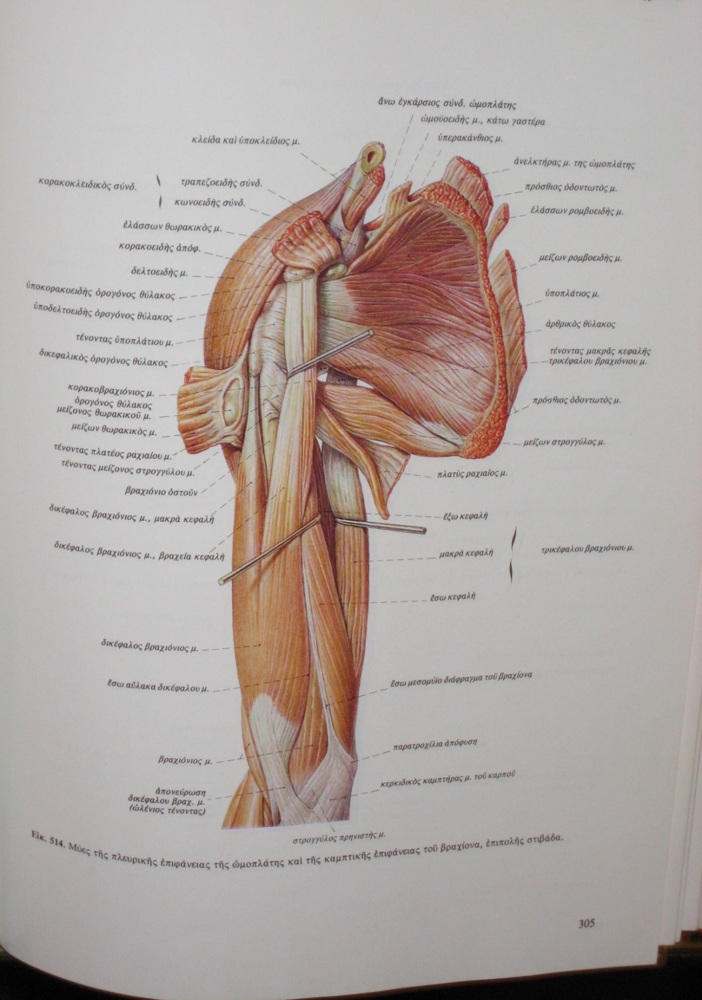 ἄνω ἐγκάρσιος σύνδ. ὠμοπλάτης
ὠμοϋοειδὴς μ., κάτω γαστέρα
ὑπερακάνθιος μ.
κλείδα καὶ ὑποκλείδιος μ.
ἀνελκτήρας μ. της ὠμοπλάτης
κορακοκλειδικὸς σύνδ.
τραπεζοειδὴς σύνδ.
κωνοειδὴς σύνδ.
πρόσθιος ὀδοντωτὸς μ.
ἐλάσσων ρομβοειδὴς μ.
ἐλάσσων θωρακικὸς μ.
κορακοειδὴς ἀπόφ.
μείζων ρομβοειδὴς μ.
δελτοειδὴς μ.
ὑποκορακοειδὴς ὀρογόνος θύλακος
ὑποπλάτιος μ.
ὑποδελτοειδὴς ὀρογόνος θύλακος
ἀρθρικὸς θύλακος
τένοντας ὑποπλάτιου μ.
τένοντας μακρᾶς κεφαλῆς
τρικέφαλου βραχιόνιου μ.
δικεφαλικὸς ὀρογόνος θύλακος
κορακοβραχιόνιος μ.
ὀρογόνος θύλακος
μείζονος θωρακικοῦ μ.
πρόσθιος ὀδοντωτὸς μ.
μείζων θωρακικὸς μ.
μείζων στρογγύλος μ.
τένοντας πλατέος ραχιαίου μ.
τένοντας μείζονος στρογγύλου μ.
πλατὺς ραχιαῖος μ.
βραχιόνιο ὀστοῦν
δικέφαλος βραχιόνιος μ., μακρὰ κεφαλὴ
ἔξω κεφαλὴ
δικέφαλος βραχιόνιος μ., βραχεία κεφαλὴ
μακρὰ κεφαλὴ
τρικέφαλου βραχιόνιου μ.
ἔσω κεφαλὴ
δικέφαλος βραχιόνιος μ.
ἔσω αὔλακα δικέφαλου μ.
ἔσω μεσομύϊο διάφραγμα τοῦ βραχίονα
βραχιόνιος μ.
παρατροχίλια ἀπόφυση
κερκιδικὸς καμπτήρας μ. τοῦ καρποῦ
ἀπονεύρωση
δικέφαλου βραχ. μ.
(ὠλένιος τένοντας)
στρογγύλος πρηνιστὴς μ.
Εἰκ. 514. Μύες τῆς πλευρικῆς ἐπιφάνειας τῆς ὠμοπλάτης καὶ τῆς καμπτικῆς ἐπιφάνειας τοῦ βραχίονα, ἐπιπολῆς στιβάδα.
305